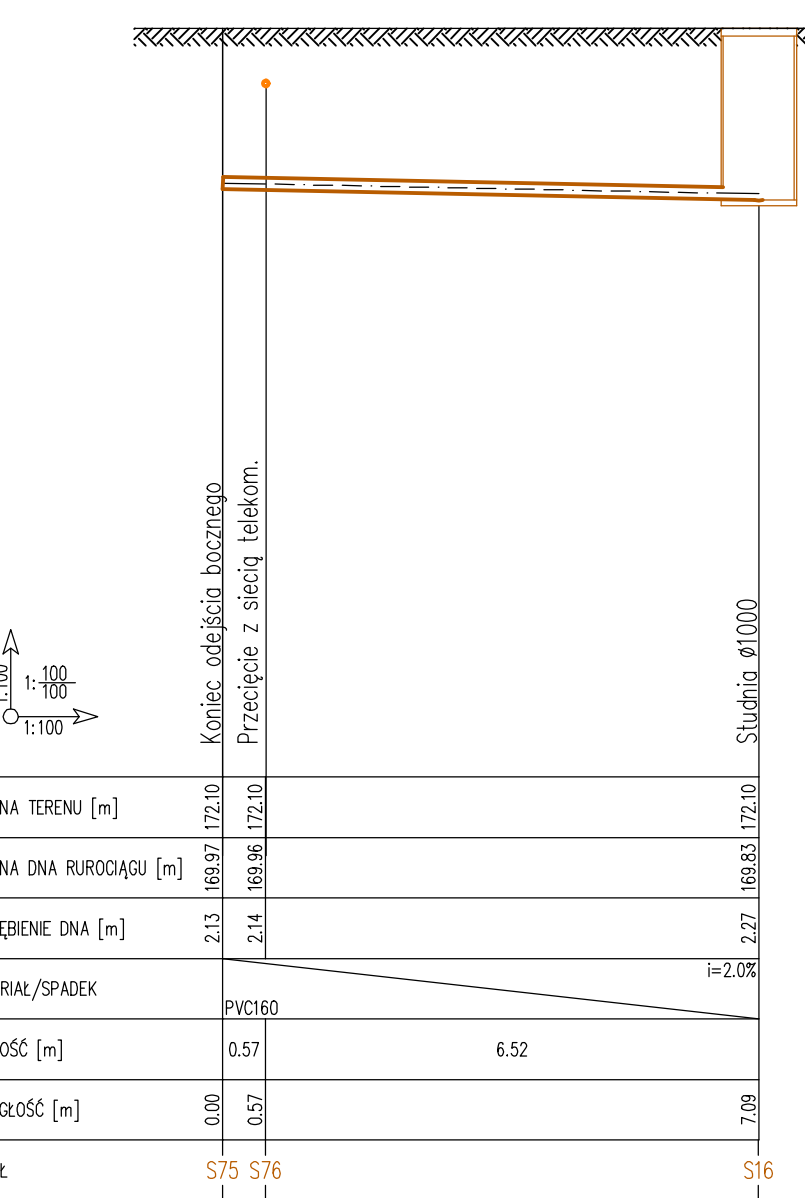 Koniec odejścia bocznego
Przecięcie z siecią telekom.
Studnia ø1000
1:100
1:100/100
1:100
NA TERENU [m] 172.10 172.10 172.10
NA DNA RUROCIĄGU [m] 169.97 169.96 169.83
ĘBIENIE DNA [m] 2.13 2.14 2.27
RIAŁ/SPADEK PVC160 i=2.0%
OŚĆ [m] 0.57 6.52
GŁOŚĆ [m] 0.00 0.57 7.09
Ł S75 S76 S16